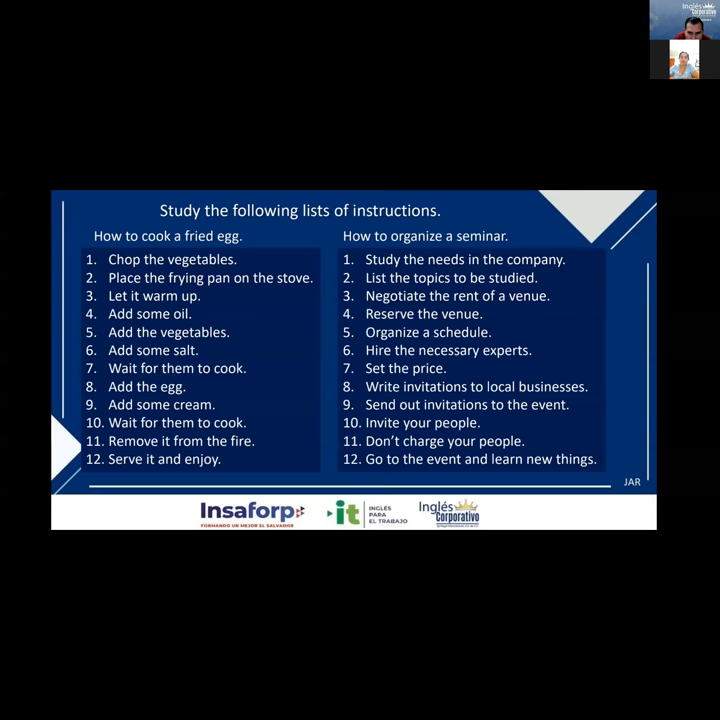 Inglés
Corporativo
Study the following lists of instructions.
How to cook a fried egg.
1. Chop the vegetables.
2. Place the frying pan on the stove.
3. Let it warm up.
4. Add some oil.
5. Add the vegetables.
6. Add some salt.
7. Wait for them to cook.
8. Add the egg.
9. Add some cream.
10. Wait for them to cook.
11. Remove it from the fire.
12. Serve it and enjoy.
How to organize a seminar.
1. Study the needs in the company.
2. List the topics to be studied.
3. Negotiate the rent of a venue.
4. Reserve the venue.
5. Organize a schedule.
6. Hire the necessary experts.
7. Set the price.
8. Write invitations to local businesses.
9. Send out invitations to the event.
10. Invite your people.
11. Don’t charge your people.
12. Go to the event and learn new things.
JAR
Insaforp
FORMANDO UN MEJOR EL SALVADOR
it
INGLÉS
PARA
EL TRABAJO
Inglés
Corporativo